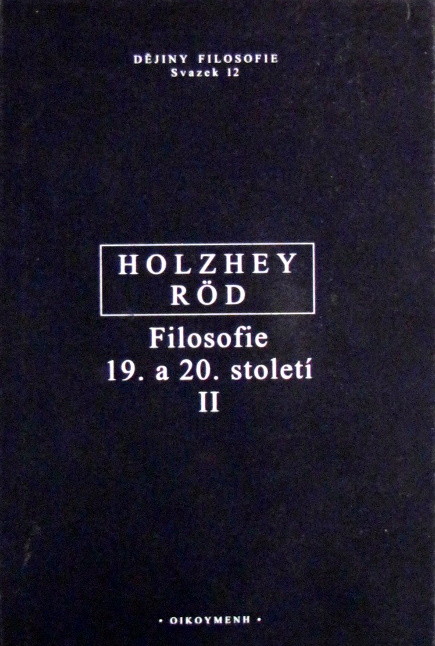 DĚJINY FILOSOFIE
Svazek 12
HOLZHEY
RÖD
Filosofie
19. a 20. století
II
• OIKOYMENH •